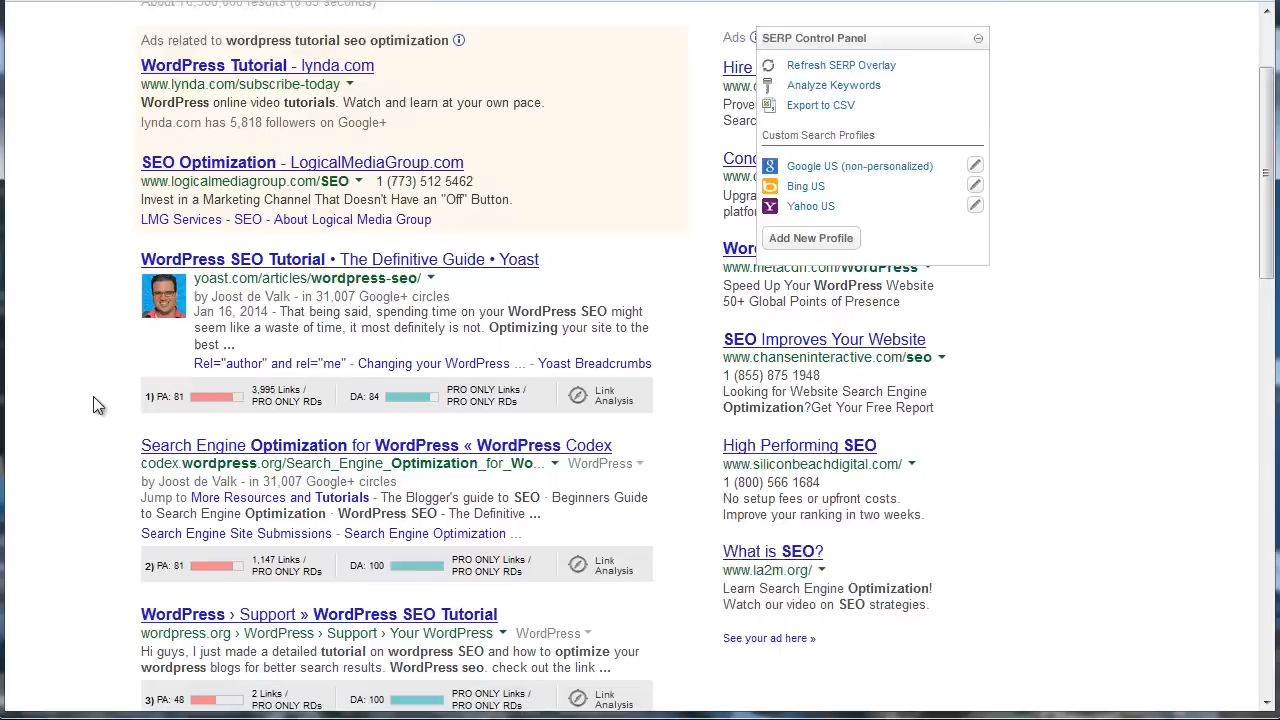 About 16,500,000 results (0.65 seconds)
Ads related to wordpress tutorial seo optimization
WordPress Tutorial - lynda.com
www.lynda.com/subscribe-today
WordPress online video tutorials. Watch and learn at your own pace.
lynda.com has 5,818 followers on Google+
SEO Optimization - LogicalMediaGroup.com
www.logicalmediagroup.com/SEO 1 (773) 512 5462
Invest in a Marketing Channel That Doesn't Have an "Off" Button.
LMG Services - SEO - About Logical Media Group
WordPress SEO Tutorial • The Definitive Guide • Yoast
yoast.com/articles/wordpress-seo/
by Joost de Valk - in 31,007 Google+ circles
Jan 16, 2014 - That being said, spending time on your WordPress SEO might
seem like a waste of time, it most definitely is not. Optimizing your site to the
best ...
Rel="author" and rel="me" - Changing your WordPress ... - Yoast Breadcrumbs
1) PA: 81 3,995 Links / PRO ONLY RDs DA: 84 PRO ONLY Links / PRO ONLY RDs Link Analysis
Search Engine Optimization for WordPress « WordPress Codex
codex.wordpress.org/Search_Engine_Optimization_for_Wo... WordPress
by Joost de Valk - in 31,007 Google+ circles
Jump to More Resources and Tutorials - The Blogger's guide to SEO · Beginners Guide
to Search Engine Optimization · WordPress SEO - The Definitive ...
Search Engine Site Submissions - Search Engine Optimization ...
2) PA: 81 1,147 Links / PRO ONLY RDs DA: 100 PRO ONLY Links / PRO ONLY RDs Link Analysis
WordPress › Support » WordPress SEO Tutorial
wordpress.org › WordPress › Support › Your WordPress WordPress
Hi guys, I just made a detailed tutorial on wordpress SEO and how to optimize your
wordpress blogs for better search results. WordPress seo. check out the link ...
3) PA: 48 2 Links / PRO ONLY RDs DA: 100 PRO ONLY Links / PRO ONLY RDs Link Analysis
Ads
Hire
www.
Search
SERP Control Panel
Refresh SERP Overlay
Analyze Keywords
Export to CSV
Custom Search Profiles
Google US (non-personalized)
Bing US
Yahoo US
Add New Profile
www.metacdn.com/WordPress
Speed Up Your WordPress Website
50+ Global Points of Presence
SEO Improves Your Website
www.chanseninteractive.com/seo
1 (855) 875 1948
Looking for Website Search Engine
Optimization?Get Your Free Report
High Performing SEO
www.siliconbeachdigital.com/
1 (800) 566 1684
No setup fees or upfront costs.
Improve your ranking in two weeks.
What is SEO?
www.la2m.org/
Learn Search Engine Optimization!
Watch our video on SEO strategies.
See your ad here »